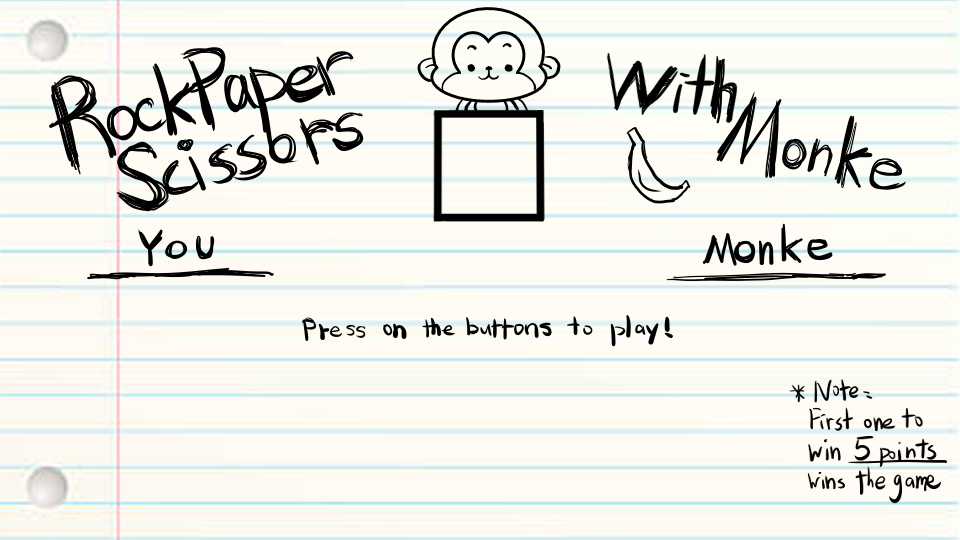 RockPaper
Scissors
With
Monke
You
Monke
Press on the buttons to play!
* Note:
First one to
win 5 points
wins the game